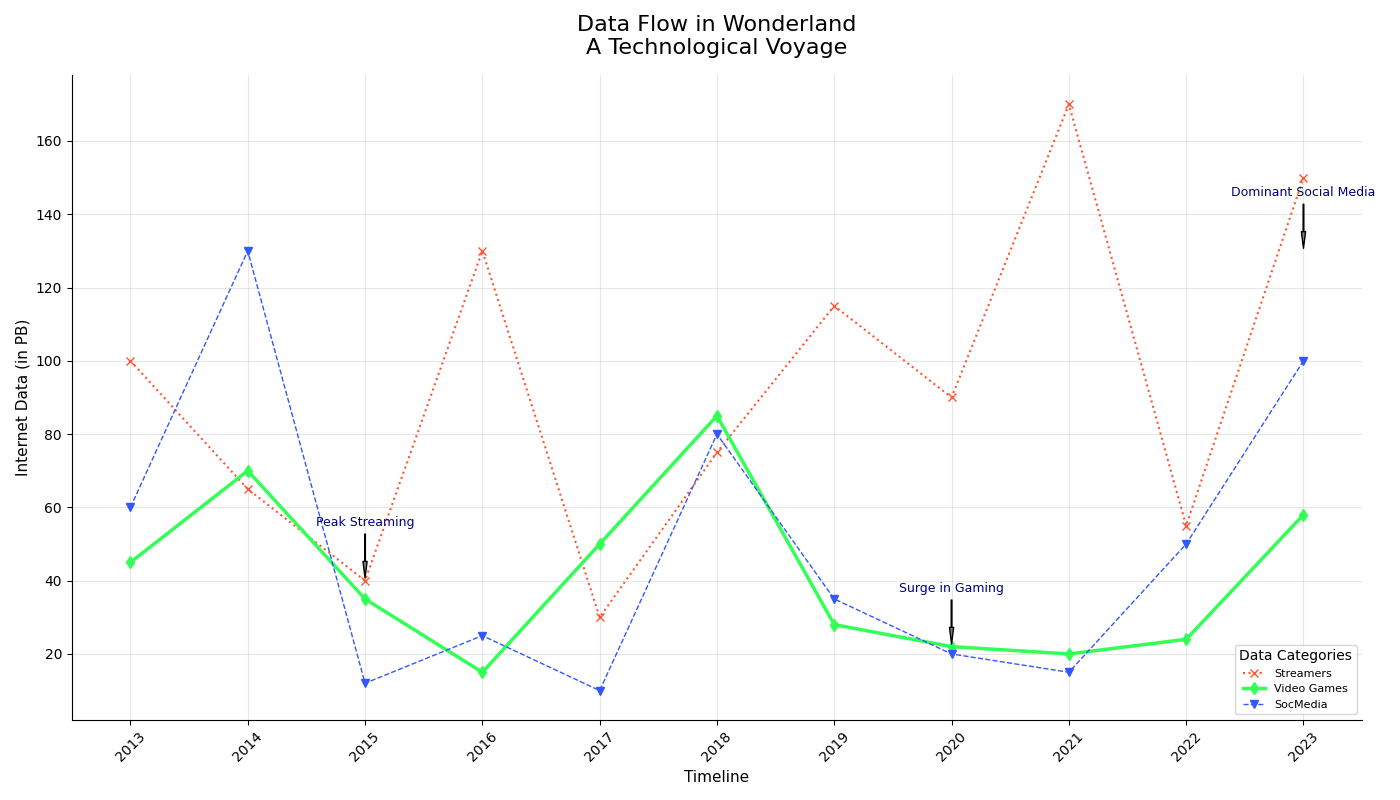 Data Flow in Wonderland
A Technological Voyage
Internet Data (in PB)
160
140
120
100
80
60
40
20
Dominant Social Media
Peak Streaming
Surge in Gaming
Data Categories
Streamers
Video Games
SocMedia
2013
2014
2015
2016
2017
2018
2019
2020
2021
2022
2023
Timeline